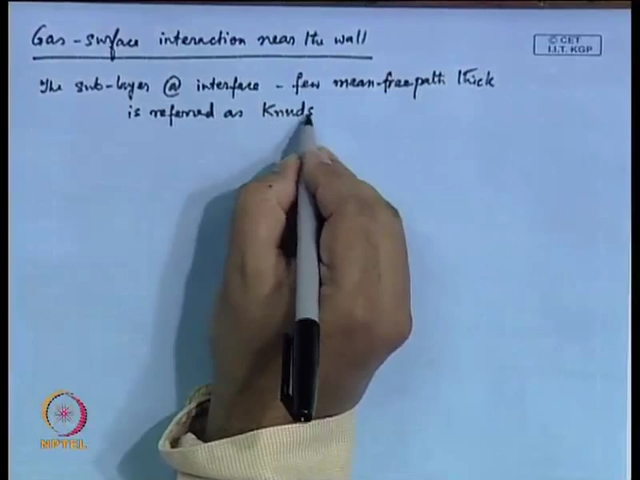 Gas-surface interaction near the wall
© CET
I.I.T. KGP
The sub-layer @ interface - few mean-free path thick
is referred as Knuds
NPTEL